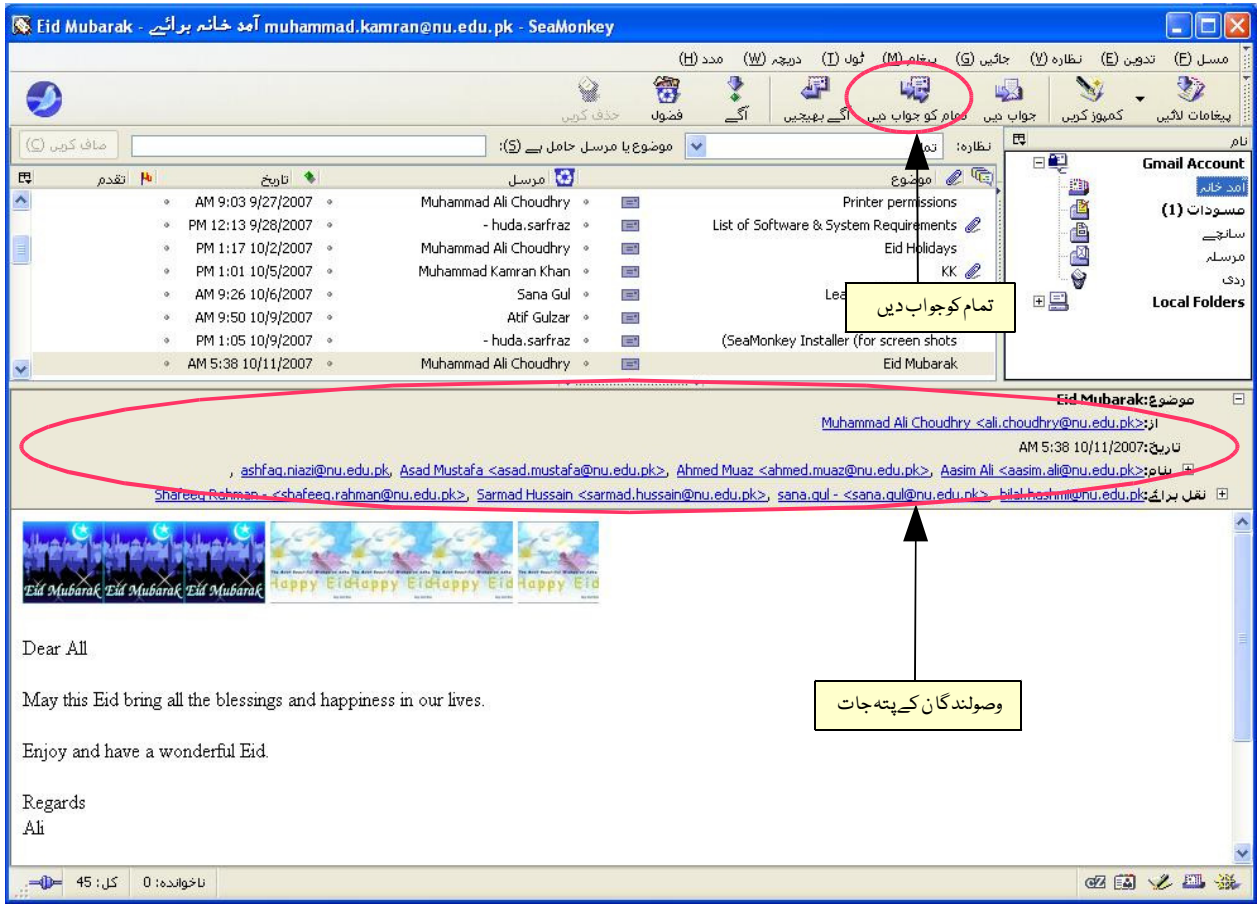 Eid Mubarak - آمد خانہ برائے muhammad.kamran@nu.edu.pk - SeaMonkey
مسل (F) تدوین (E) نظارہ (V) جائیں (G) پیغام (M) ٹول (T) دریچہ (W) مدد (H)
پیغامات لائیں کمپوز کریں جواب دیں تمام کو جواب دیں آگے بھیجیں آگے فضول حذف کریں
نظارہ: موضوع یا مرسل حامل ہے (S): صاف کریں (C)
نام
Gmail Account
آمد خانہ
مسودات (1)
سانچے
مرسلہ
ردی
Local Folders
موضوع مرسل تاریخ تقدم
Printer permissions Muhammad Ali Choudhry AM 9:03 9/27/2007
List of Software & System Requirements - huda.sarfraz PM 12:13 9/28/2007
Eid Holidays Muhammad Ali Choudhry PM 1:17 10/2/2007
KK Muhammad Kamran Khan PM 1:01 10/5/2007
Sana Gul AM 9:26 10/6/2007
Atif Gulzar AM 9:50 10/9/2007
(SeaMonkey Installer (for screen shots - huda.sarfraz PM 1:05 10/9/2007
Eid Mubarak Muhammad Ali Choudhry AM 5:38 10/11/2007
تمام کو جواب دیں
موضوع:Eid Mubarak
از:Muhammad Ali Choudhry <ali.choudhry@nu.edu.pk>
تاریخ:AM 5:38 10/11/2007
بنام: , ashfaq.niazi@nu.edu.pk, Asad Mustafa <asad.mustafa@nu.edu.pk>, Ahmed Muaz <ahmed.muaz@nu.edu.pk>, Aasim Ali <aasim.ali@nu.edu.pk>
نقل برائے: Shafeeq Rahman - <shafeeq.rahman@nu.edu.pk>, Sarmad Hussain <sarmad.hussain@nu.edu.pk>, sana.gul - <sana.gul@nu.edu.pk>, bilal.hashmi@nu.edu.pk
Eid Mubarak Eid Mubarak Eid Mubarak Happy Eid Happy Eid Happy Eid Happy Eid
Dear All
May this Eid bring all the blessings and happiness in our lives.
وصولندگان کے پتہ جات
Enjoy and have a wonderful Eid.
Regards
Ali
ناخواندہ: 0 کل: 45